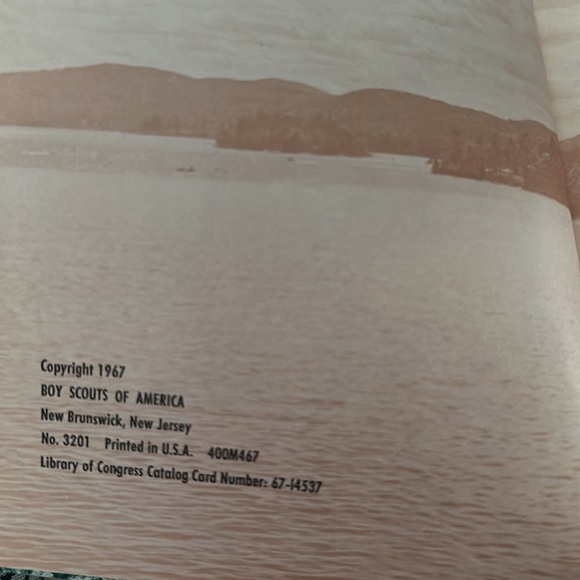 Copyright 1967
BOY SCOUTS OF AMERICA
New Brunswick, New Jersey
No. 3201 Printed in U.S.A. 400M467
Library of Congress Catalog Card Number: 67-14537